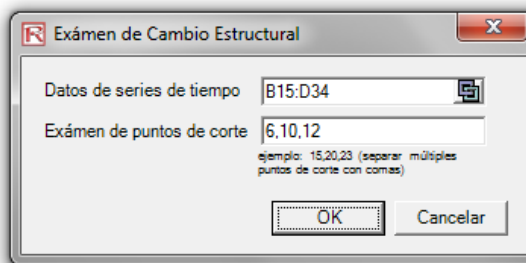 Exámen de Cambio Estructural
Datos de series de tiempo B15:D34
Exámen de puntos de corte 6,10,12
ejemplo: 15,20,23 (separar múltiples
puntos de corte con comas)
OK Cancelar